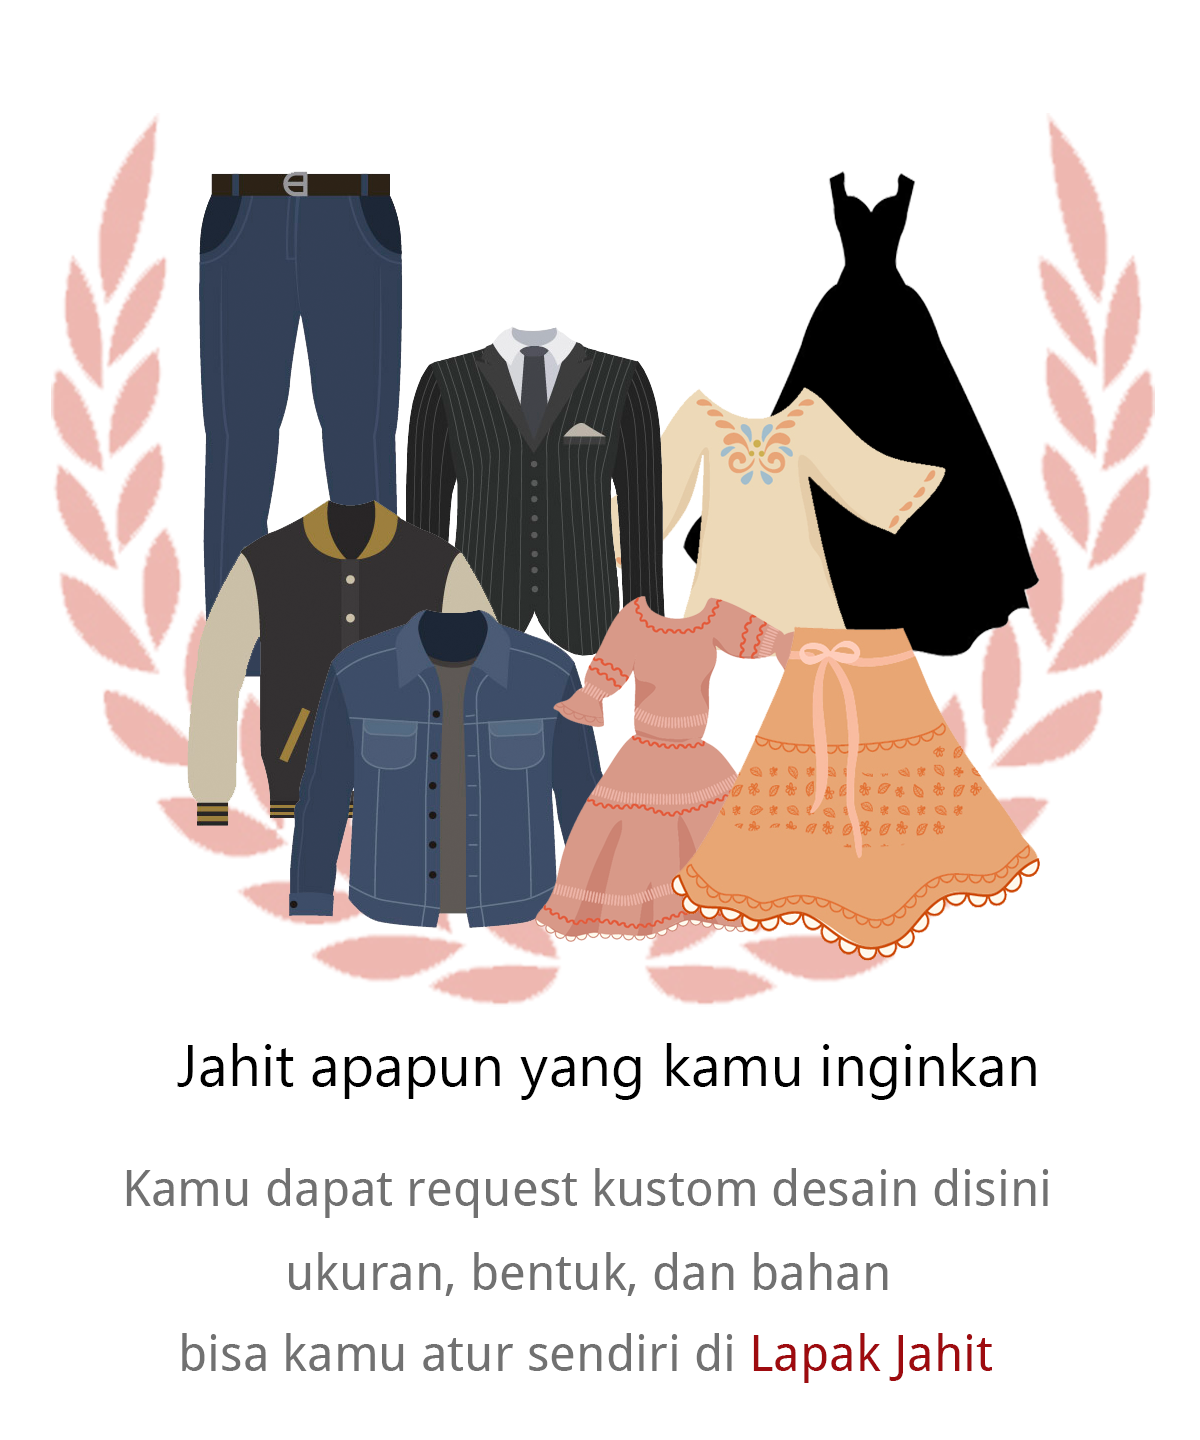 Jahit apapun yang kamu inginkan
Kamu dapat request kustom desain disini
ukuran, bentuk, dan bahan
bisa kamu atur sendiri di Lapak Jahit